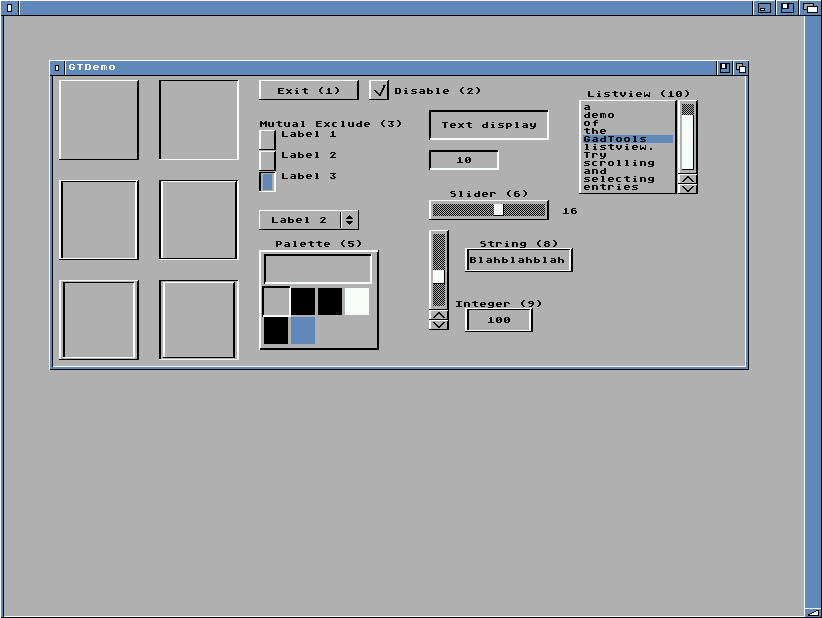 GTDemo
Exit (1)
Disable (2)
Mutual Exclude (3)
Label 1
Label 2
Label 3
Label 2
Palette (5)
Text display
10
Slider (6)
16
String (8)
Blahblahblah
Integer (9)
100
Listview (10)
a
demo
of
the
GadTools
listview.
Try
scrolling
and
selecting
entries